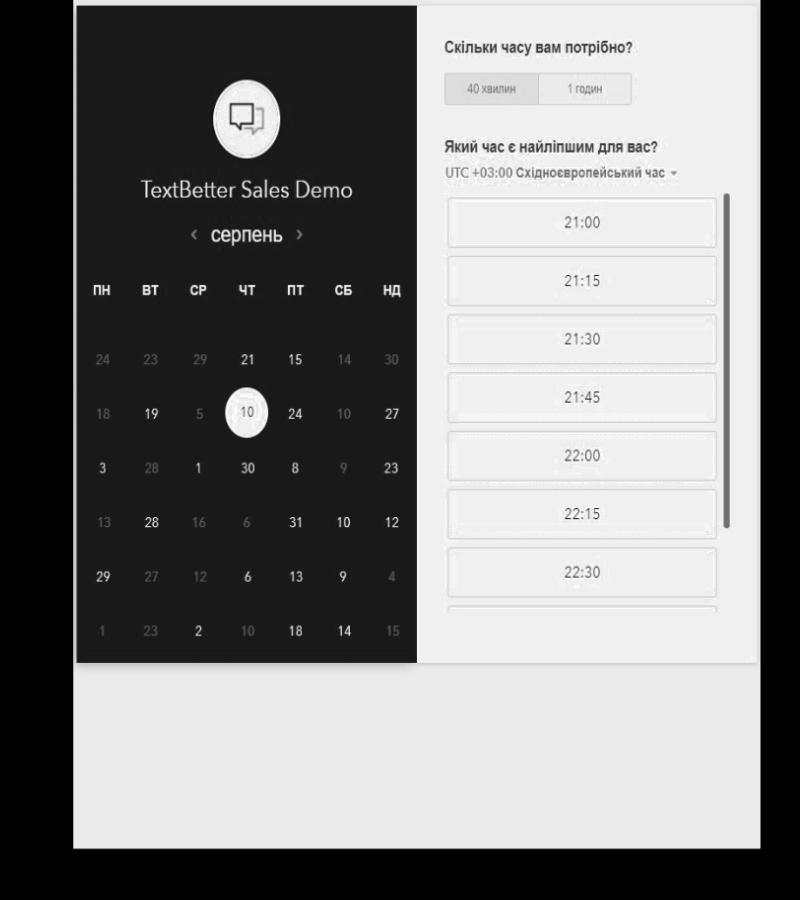 TextBetter Sales Demo
серпень
ПН ВТ СР ЧТ ПТ СБ НД
24 23 29 21 15 14 30
18 19 5 10 24 10 27
3 28 1 30 8 9 23
13 28 16 6 31 10 12
29 27 12 6 13 9 4
1 23 2 10 18 14 15
Скільки часу вам потрібно?
40 хвилин 1 годин
Який час є найліпшим для вас?
UTC +03:00 Східноєвропейський час
21:00
21:15
21:30
21:45
22:00
22:15
22:30